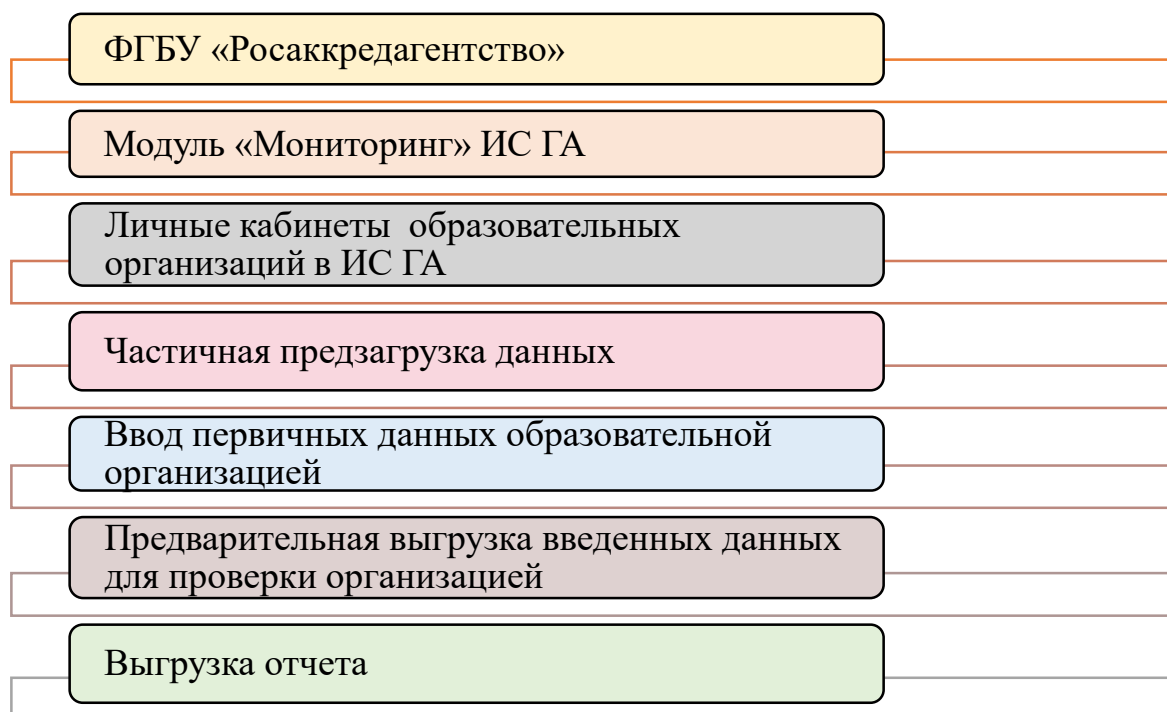 ФГБУ «Росаккредагентство»
Модуль «Мониторинг» ИС ГА
Личные кабинеты образовательных
организаций в ИС ГА
Частичная предзагрузка данных
Ввод первичных данных образовательной
организацией
Предварительная выгрузка введенных данных
для проверки организацией
Выгрузка отчета